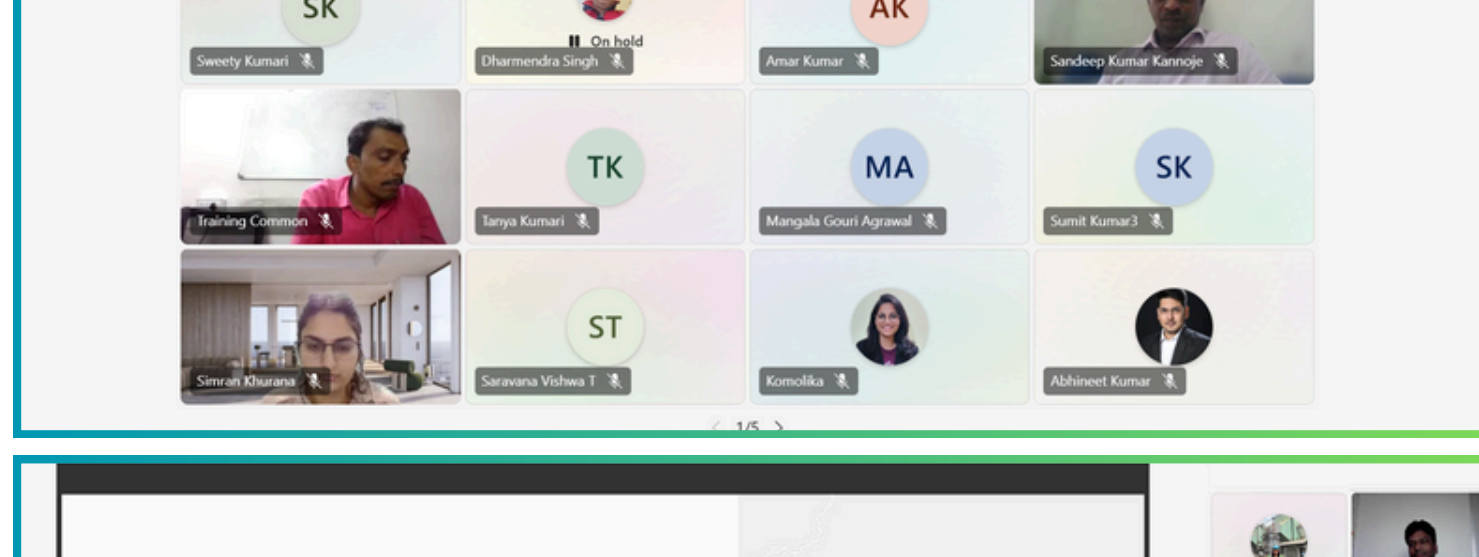 SK
AK
On hold
Sweety Kumari
Dharmendra Singh
Amar Kumar
Sandeep Kumar Kannoje
TK
MA
SK
Training Common
Tanya Kumari
Mangala Gouri Agrawal
Sumit Kumar3
ST
Simran Khurana
Saravana Vishwa T
Komolika
Abhineet Kumar
< 1/5 >